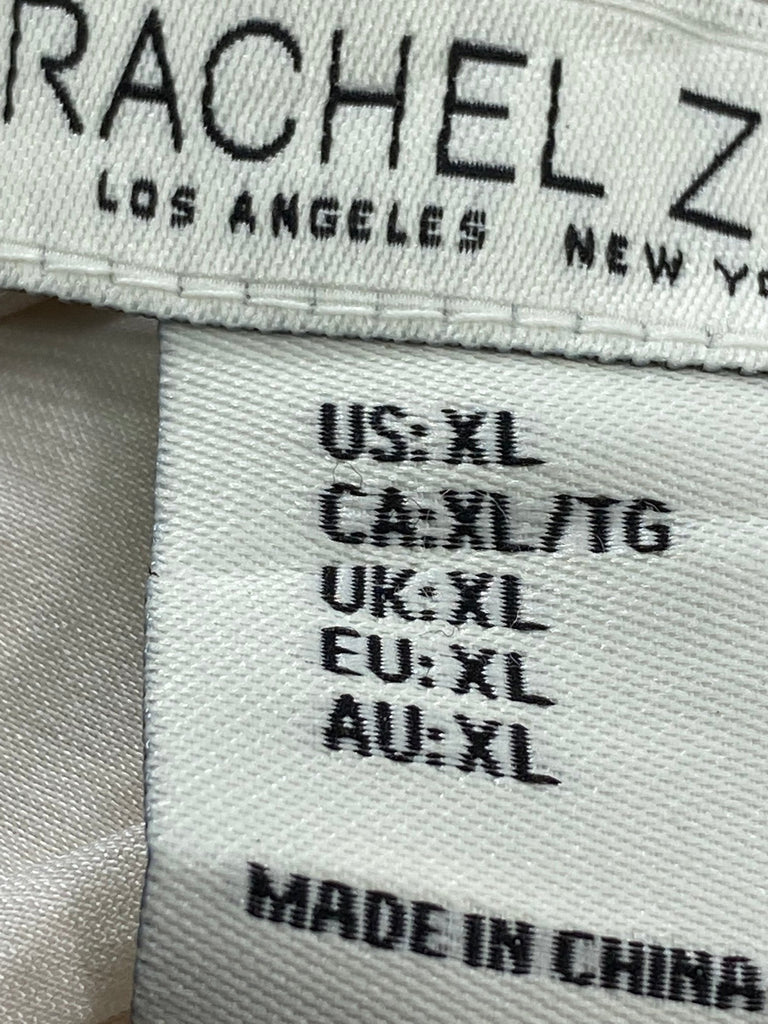 RACHEL Z
LOS ANGELES NEW YO
US: XL
CA: XL/TG
UK: XL
EU: XL
AU: XL
MADE IN CHINA